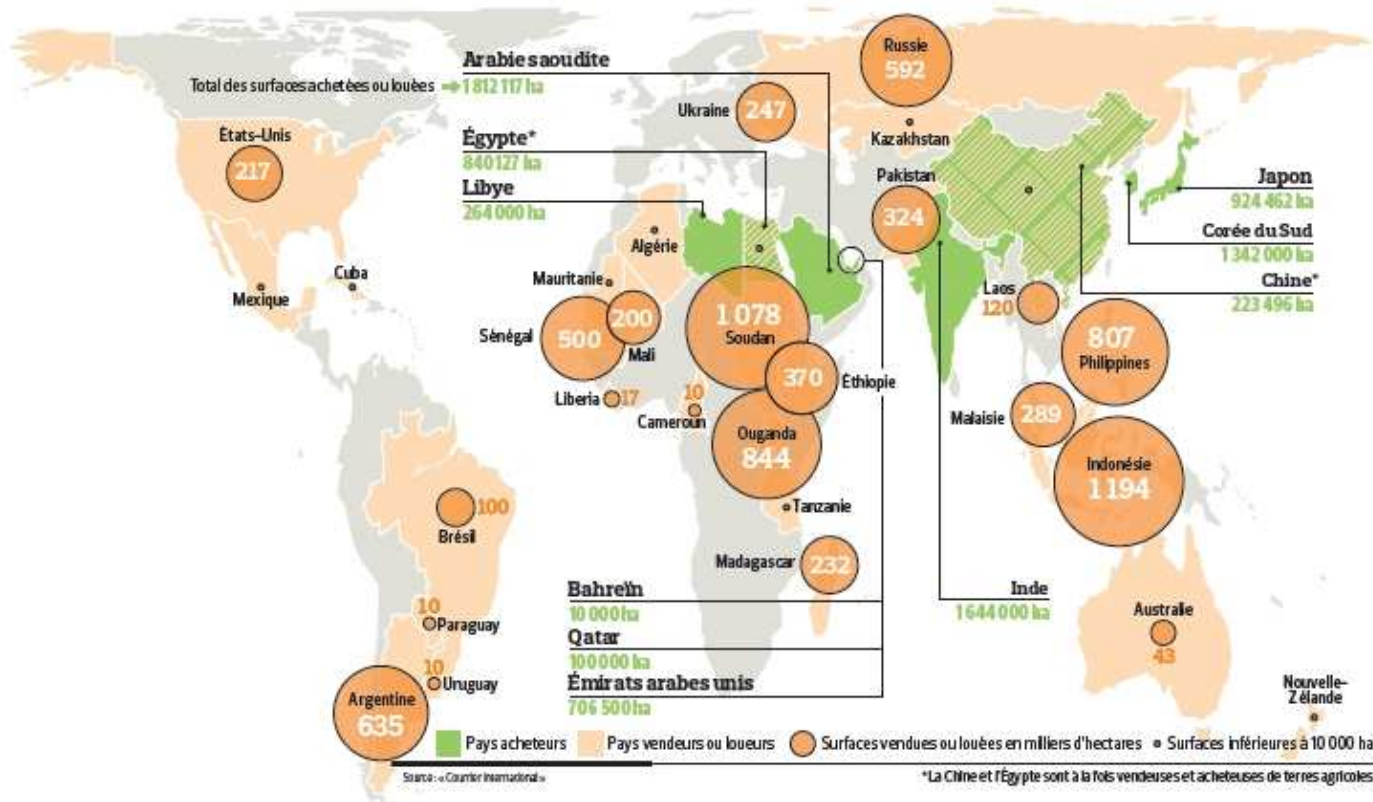 Arabie saoudite
Total des surfaces achetées ou louées ➔ 1 812 117 ha
Russie
592
Ukraine
247
Kazakhstan
États-Unis
217
Égypte*
840 127 ha
Libye
264 000 ha
Pakistan
324
Japon
924 462 ha
Corée du Sud
1 342 000 ha
Chine*
223 496 ha
Algérie
Cuba
Mexique
Mauritanie
Sénégal
500
200
Mali
1 078
Soudan
Laos
120
807
Philippines
370
Éthiopie
Liberia
17
10
Cameroun
Ouganda
844
Malaisie
289
Indonésie
1 194
Tanzanie
100
Brésil
Madagascar
232
Bahreïn
10 000 ha
Qatar
100 000 ha
Émirats arabes unis
706 500 ha
Inde
1 644 000 ha
Australie
43
10
Paraguay
10
Uruguay
Argentine
635
Nouvelle-
Zélande
Pays acheteurs
Pays vendeurs ou loueurs
Surfaces vendues ou louées en milliers d'hectares
Surfaces inférieures à 10 000 ha
Source : « Courrier international »
*La Chine et l'Égypte sont à la fois vendeuses et acheteuses de terres agricoles